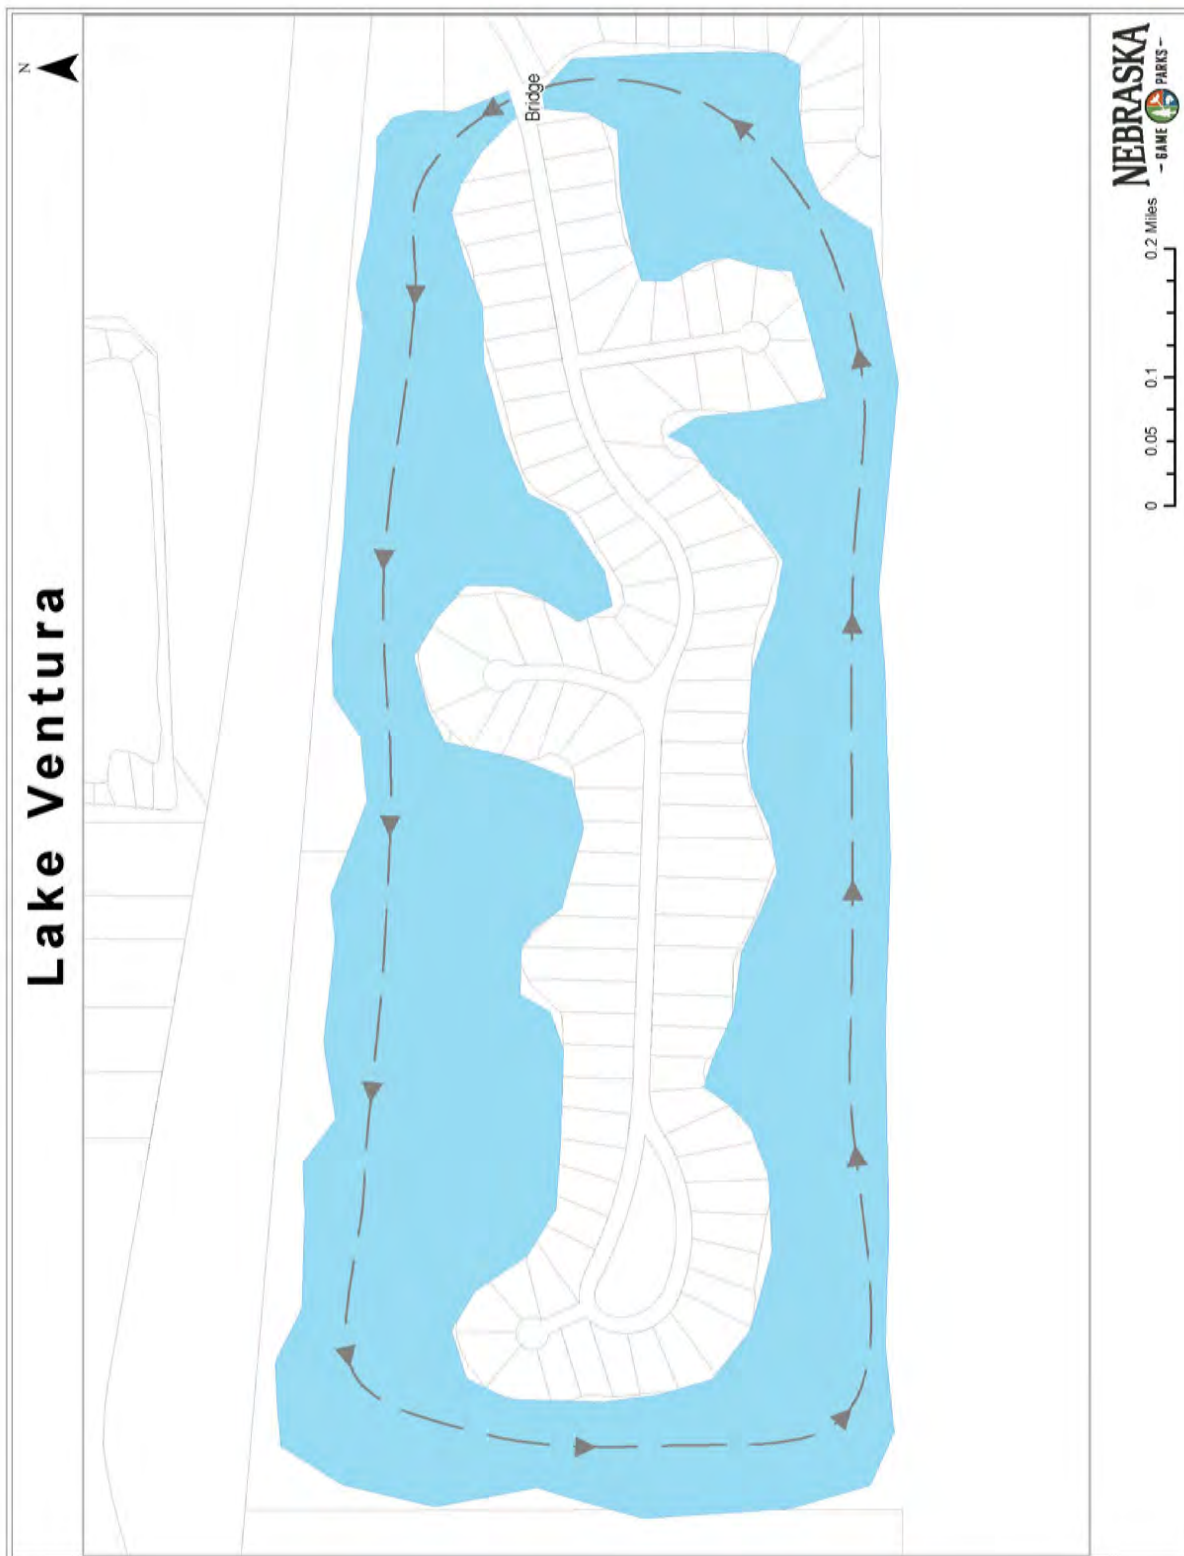 Lake Ventura
N
Bridge
0 0.05 0.1 0.2 Miles
NEBRASKA
- GAME PARKS -